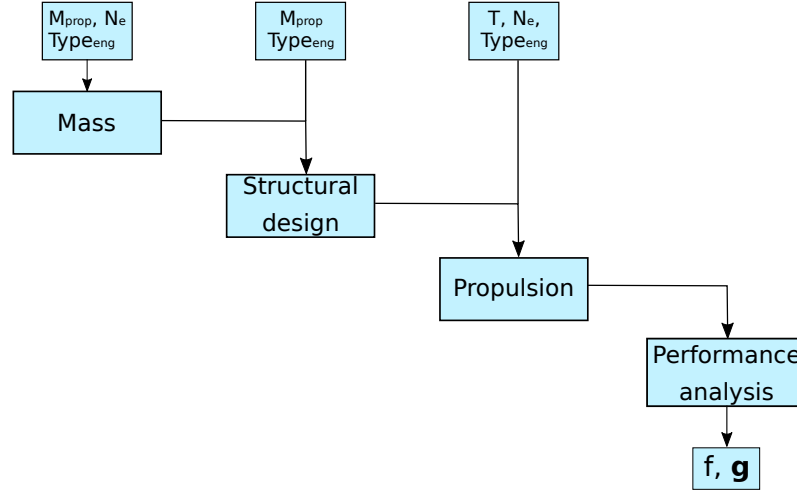 Mprop, Ne
Typeeng
Mprop
Typeeng
T, Ne,
Typeeng
Mass
Structural
design
Propulsion
Performance
analysis
f, g